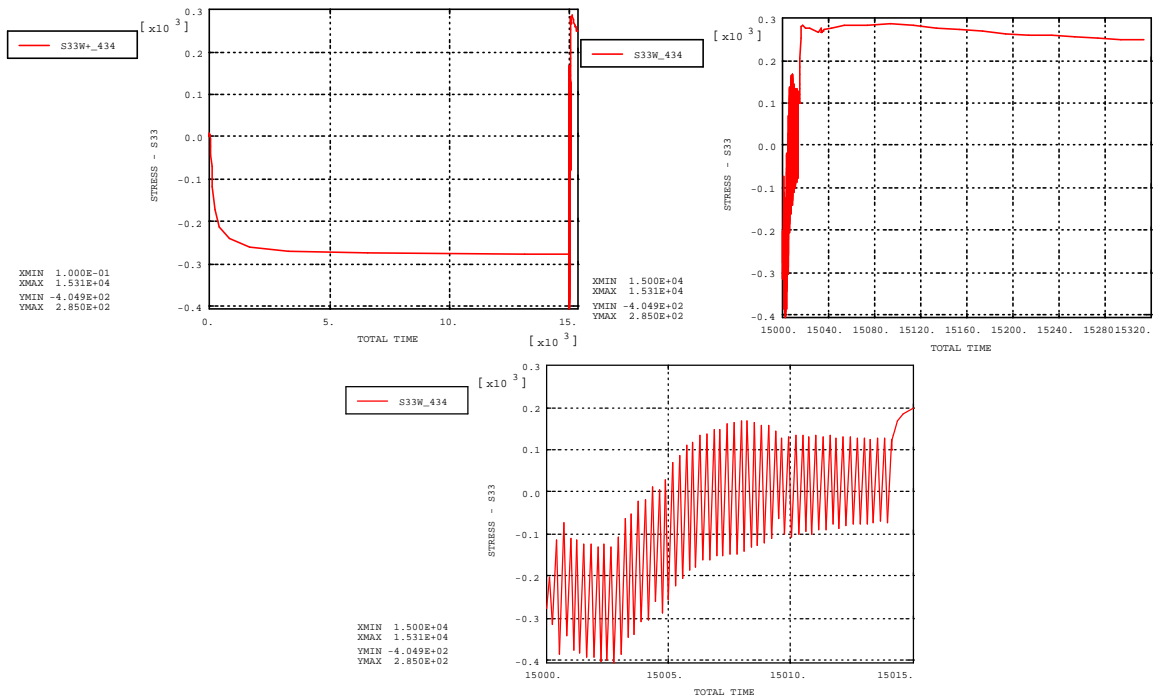 [x10 3]
S33W+_434
0.3
0.2
0.1
0.0
-0.1
-0.2
-0.3
-0.4
STRESS - S33
XMIN 1.000E-01
XMAX 1.531E+04
YMIN -4.049E+02
YMAX 2.850E+02
0. 5. 10. 15.
TOTAL TIME [x10 3]
[x10 3]
S33W_434
0.3
0.2
0.1
0.0
-0.1
-0.2
-0.3
-0.4
STRESS - S33
XMIN 1.500E+04
XMAX 1.531E+04
YMIN -4.049E+02
YMAX 2.850E+02
15000. 15040. 15080. 15120. 15160. 15200. 15240. 15280. 15320.
TOTAL TIME
[x10 3]
S33W_434
0.3
0.2
0.1
0.0
-0.1
-0.2
-0.3
-0.4
STRESS - S33
XMIN 1.500E+04
XMAX 1.531E+04
YMIN -4.049E+02
YMAX 2.850E+02
15000. 15005. 15010. 15015.
TOTAL TIME